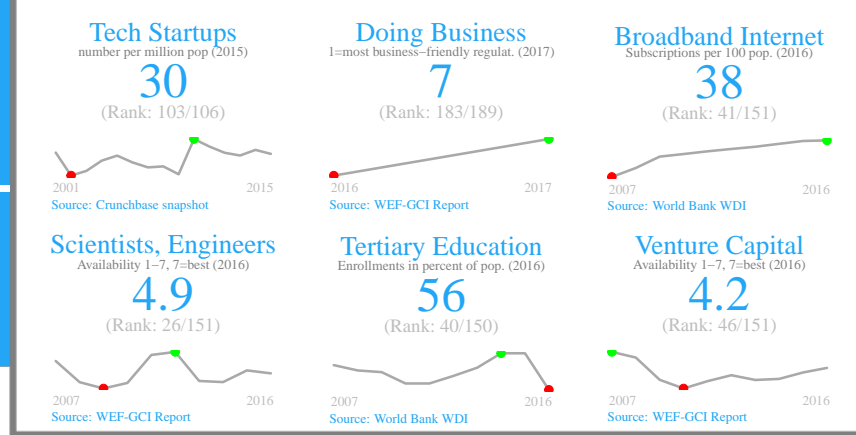 Tech Startups
number per million pop (2015)
30
(Rank: 103/106)
2001 2015
Source: Crunchbase snapshot
Doing Business
1=most business−friendly regulat. (2017)
7
(Rank: 183/189)
2016 2017
Source: WEF-GCI Report
Broadband Internet
Subscriptions per 100 pop. (2016)
38
(Rank: 41/151)
2007 2016
Source: World Bank WDI
Scientists, Engineers
Availability 1−7, 7=best (2016)
4.9
(Rank: 26/151)
2007 2016
Source: WEF-GCI Report
Tertiary Education
Enrollments in percent of pop. (2016)
56
(Rank: 40/150)
2007 2016
Source: World Bank WDI
Venture Capital
Availability 1−7, 7=best (2016)
4.2
(Rank: 46/151)
2007 2016
Source: WEF-GCI Report